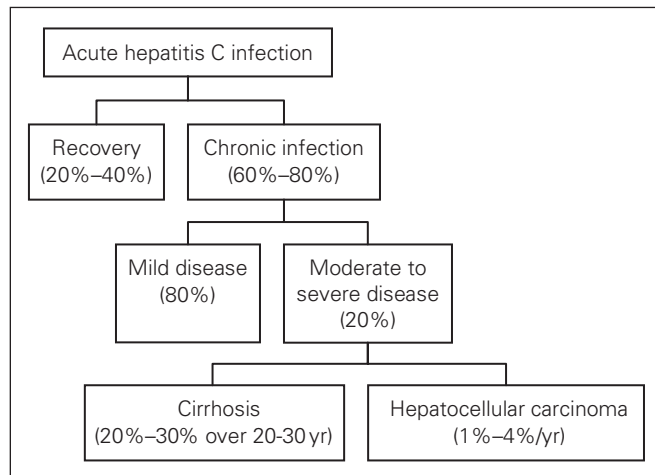 Acute hepatitis C infection
Recovery
(20%–40%)
Chronic infection
(60%–80%)
Mild disease
(80%)
Moderate to
severe disease
(20%)
Cirrhosis
(20%–30% over 20-30 yr)
Hepatocellular carcinoma
(1%–4%/yr)